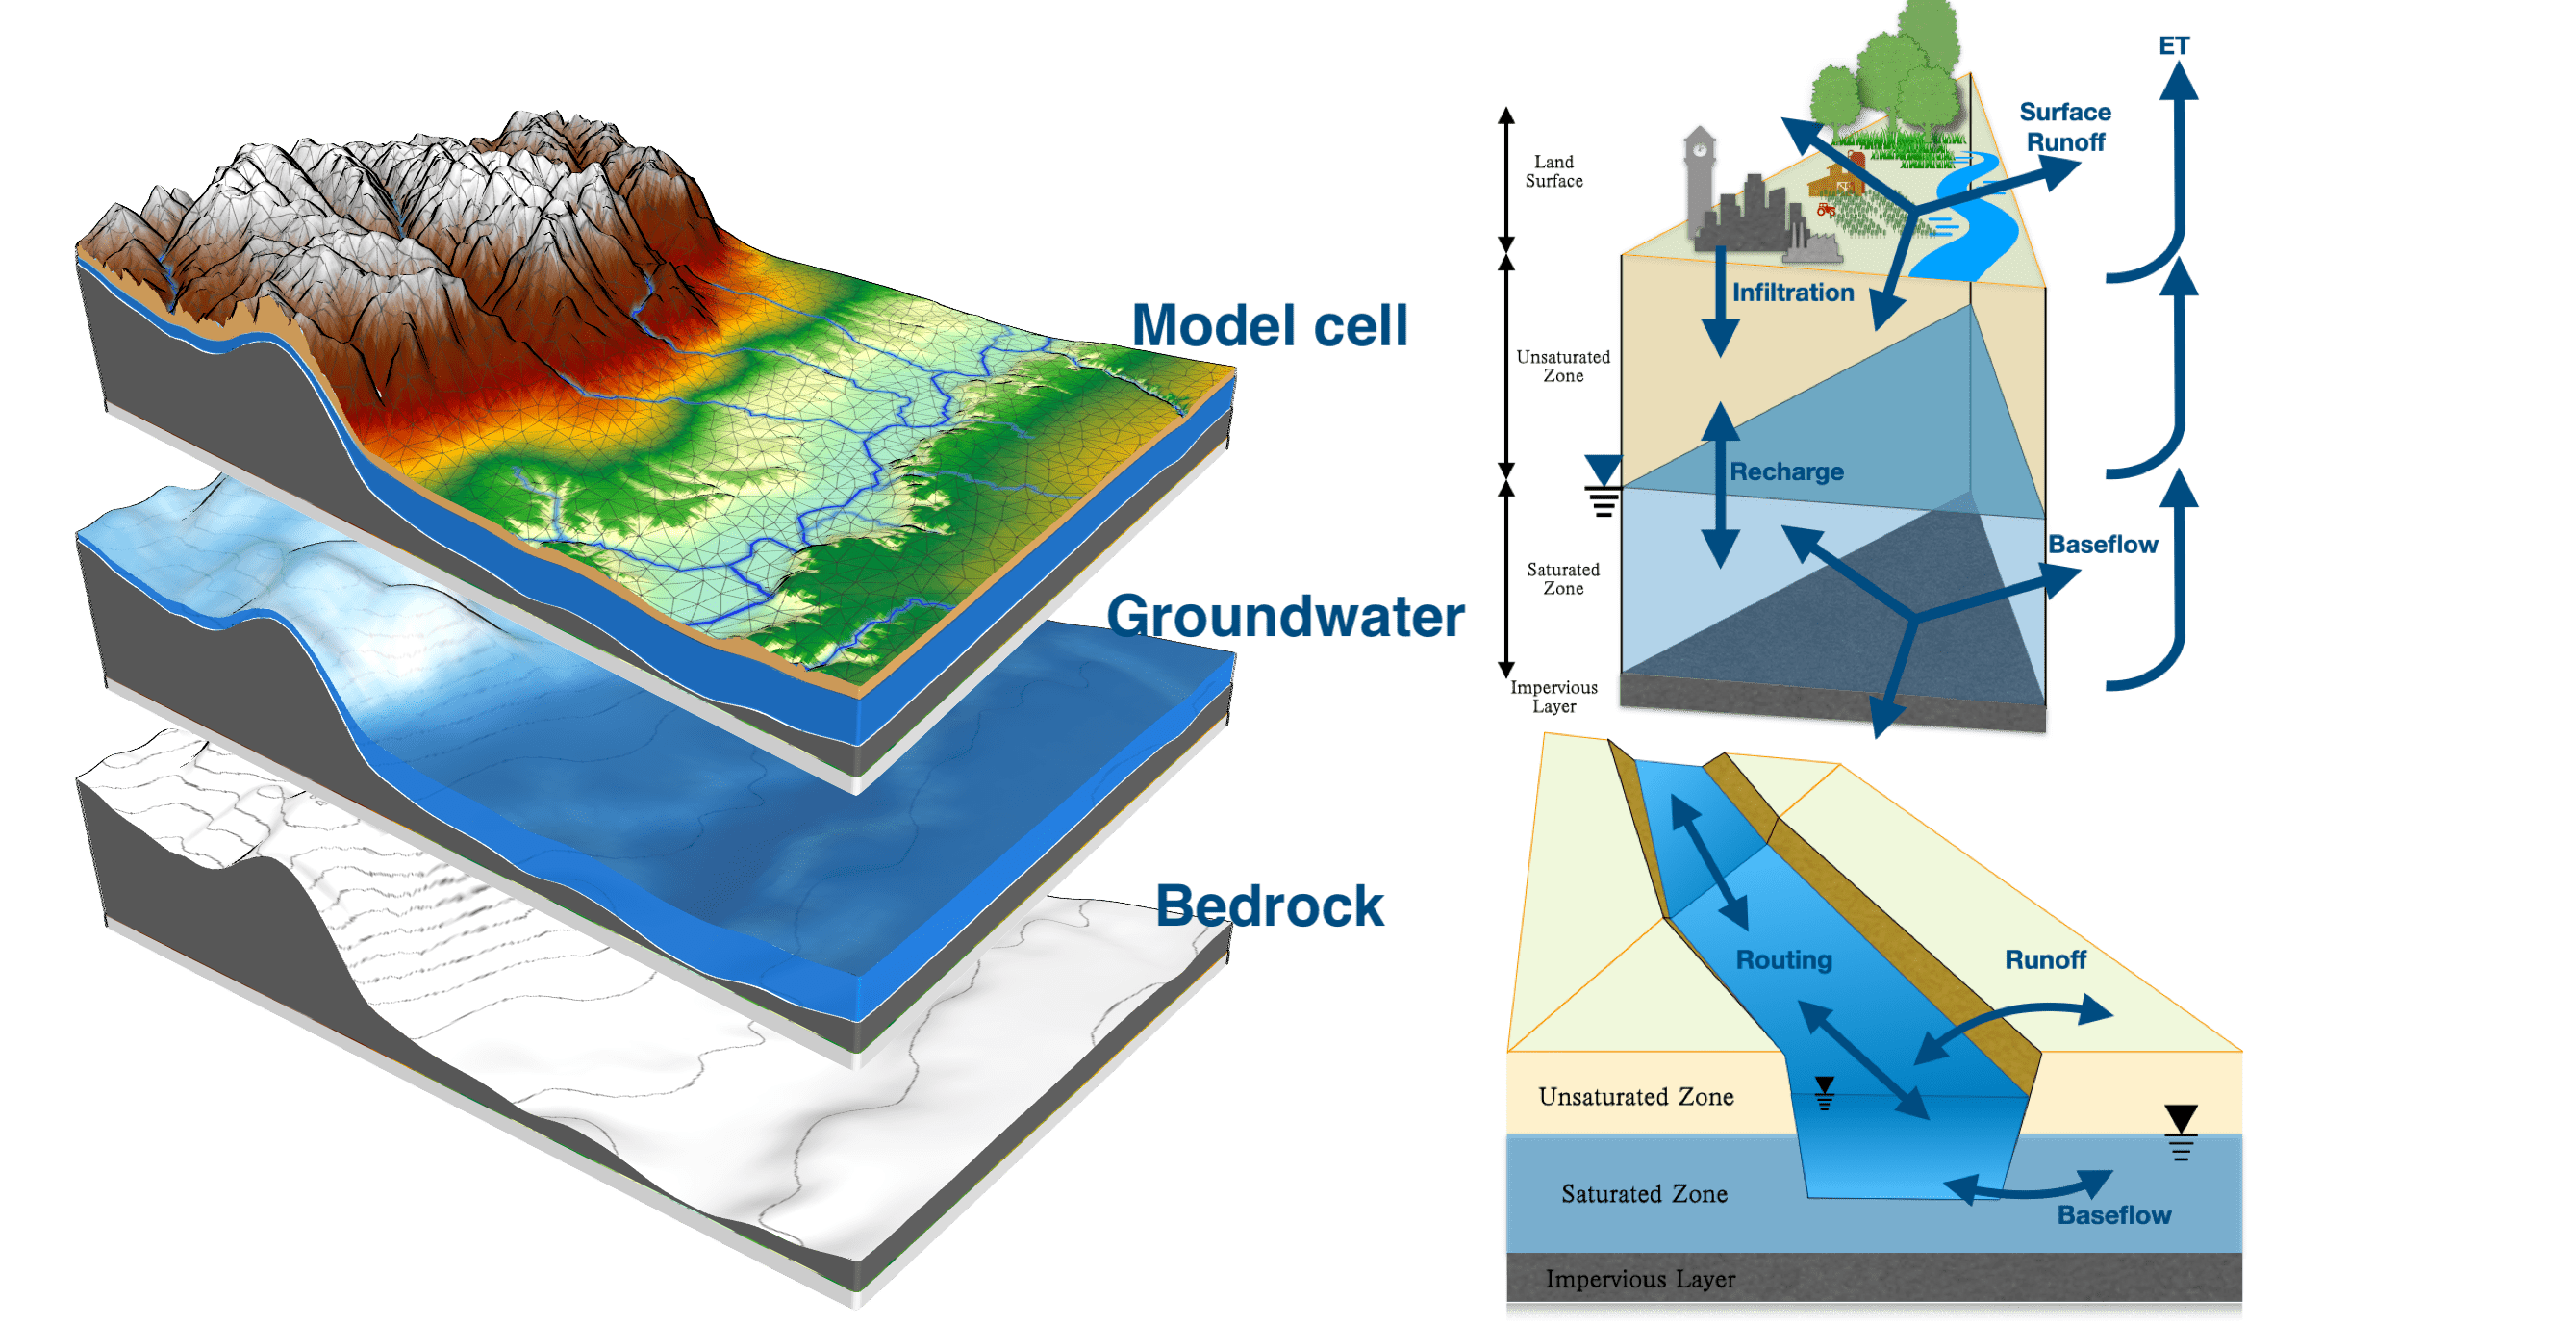 Model cell
Groundwater
Bedrock
ET
Surface
Runoff
Land
Surface
Infiltration
Unsaturated
Zone
Recharge
Baseflow
Saturated
Zone
Impervious
Layer
Routing
Runoff
Unsaturated Zone
Saturated Zone
Baseflow
Impervious Layer